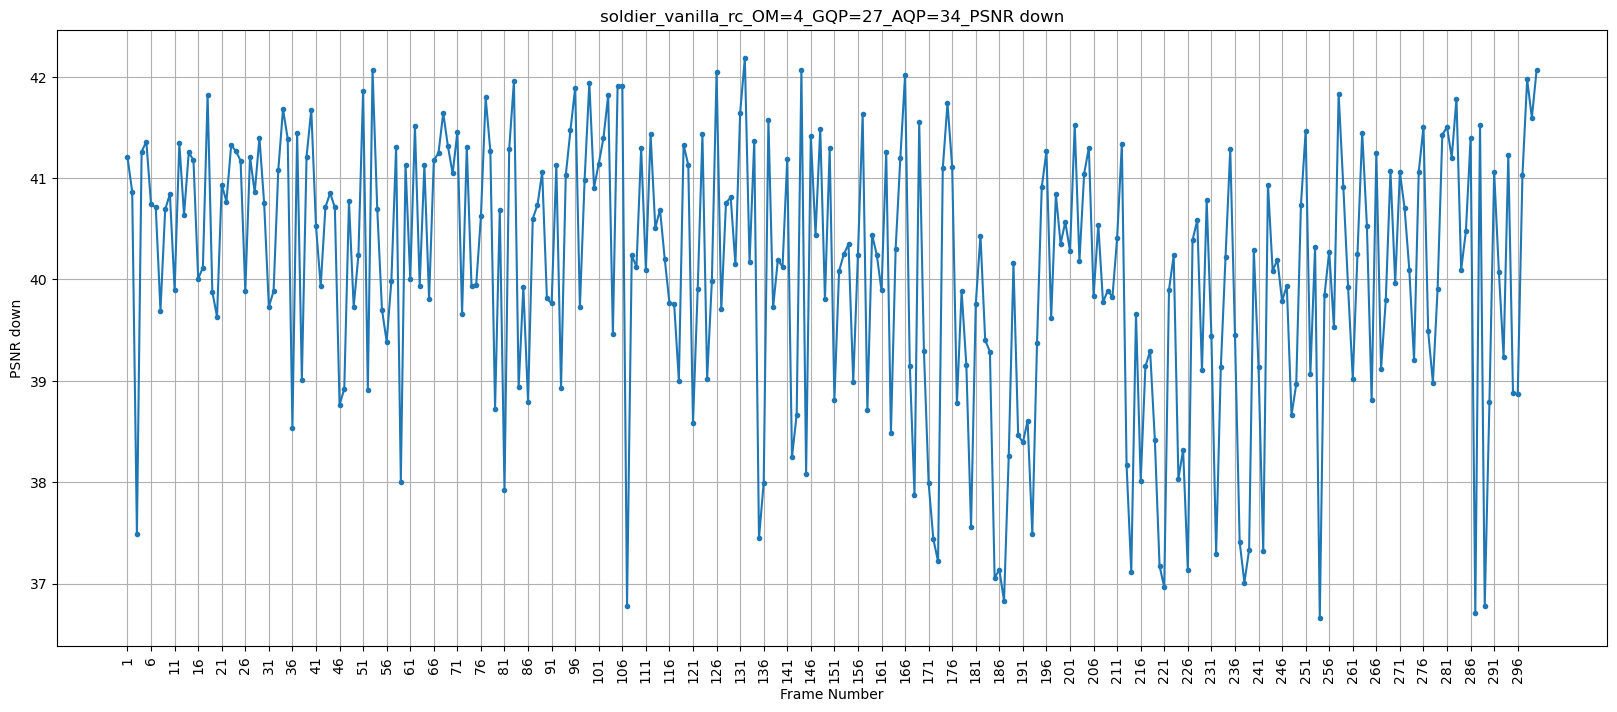 soldier_vanilla_rc_OM=4_GQP=27_AQP=34_PSNR down
PSNR down
42
41
40
39
38
37
1 6 11 16 21 26 31 36 41 46 51 56 61 66 71 76 81 86 91 96 101 106 111 116 121 126 131 136 141 146 151 156 161 166 171 176 181 186 191 196 201 206 211 216 221 226 231 236 241 246 251 256 261 266 271 276 281 286 291 296
Frame Number